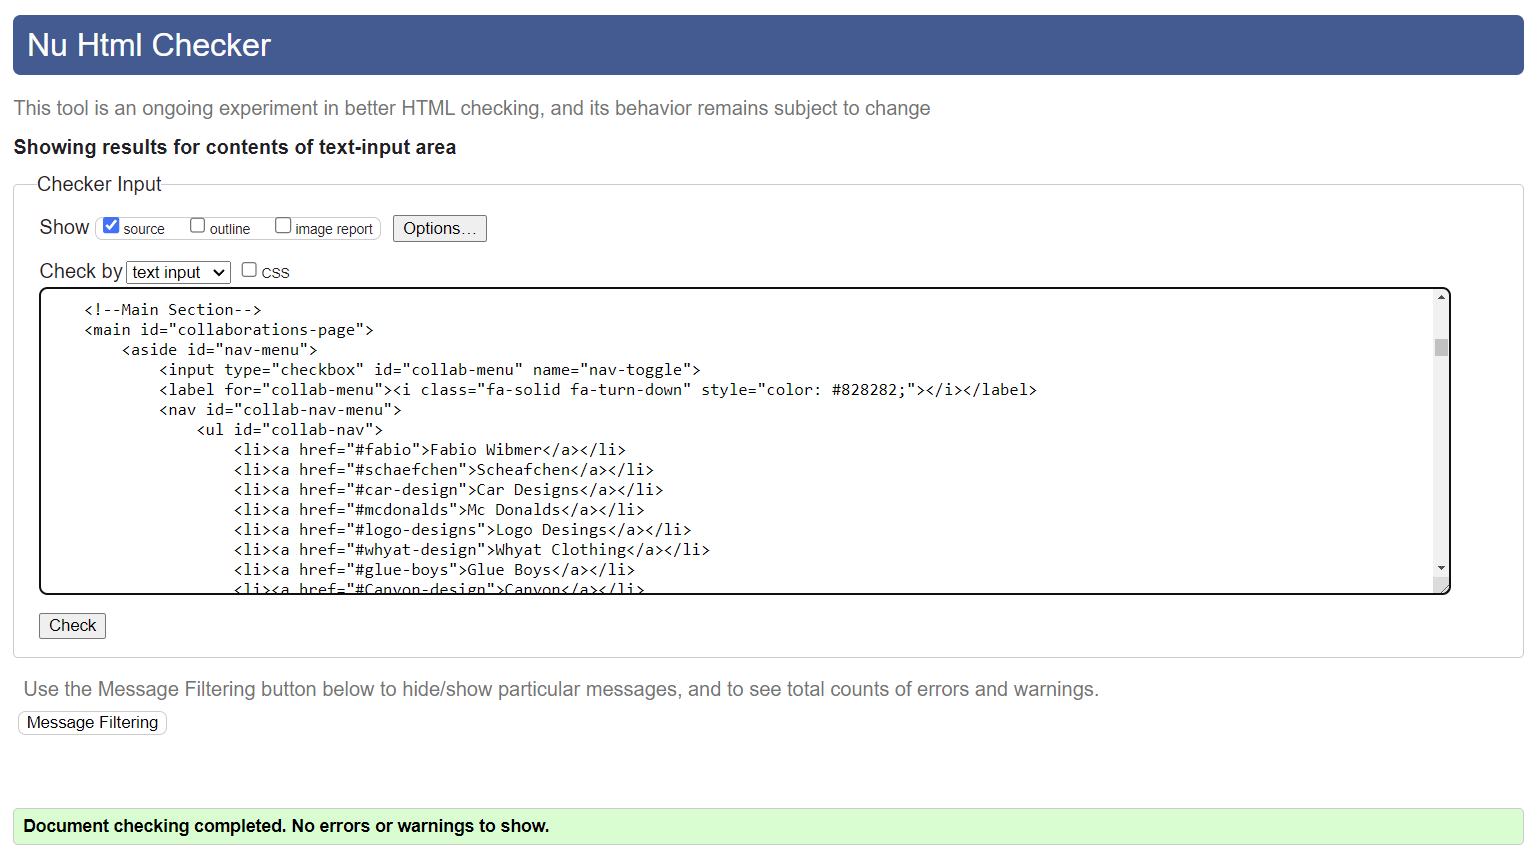 Nu Html Checker
This tool is an ongoing experiment in better HTML checking, and its behavior remains subject to change
Showing results for contents of text-input area
Checker Input
Show source outline image report Options…
Check by text input CSS
<!--Main Section-->
<main id="collaborations-page">
<aside id="nav-menu">
<input type="checkbox" id="collab-menu" name="nav-toggle">
<label for="collab-menu"><i class="fa-solid fa-turn-down" style="color: #828282;"></i></label>
<nav id="collab-nav-menu">
<ul id="collab-nav">
<li><a href="#fabio">Fabio Wibmer</a></li>
<li><a href="#schaefchen">Scheafchen</a></li>
<li><a href="#car-design">Car Designs</a></li>
<li><a href="#mcdonalds">Mc Donalds</a></li>
<li><a href="#logo-designs">Logo Desings</a></li>
<li><a href="#whyat-design">Whyat Clothing</a></li>
<li><a href="#glue-boys">Glue Boys</a></li>
<li><a href="#Canyon-design">Canyon</a></li>
Check
Use the Message Filtering button below to hide/show particular messages, and to see total counts of errors and warnings.
Message Filtering
Document checking completed. No errors or warnings to show.